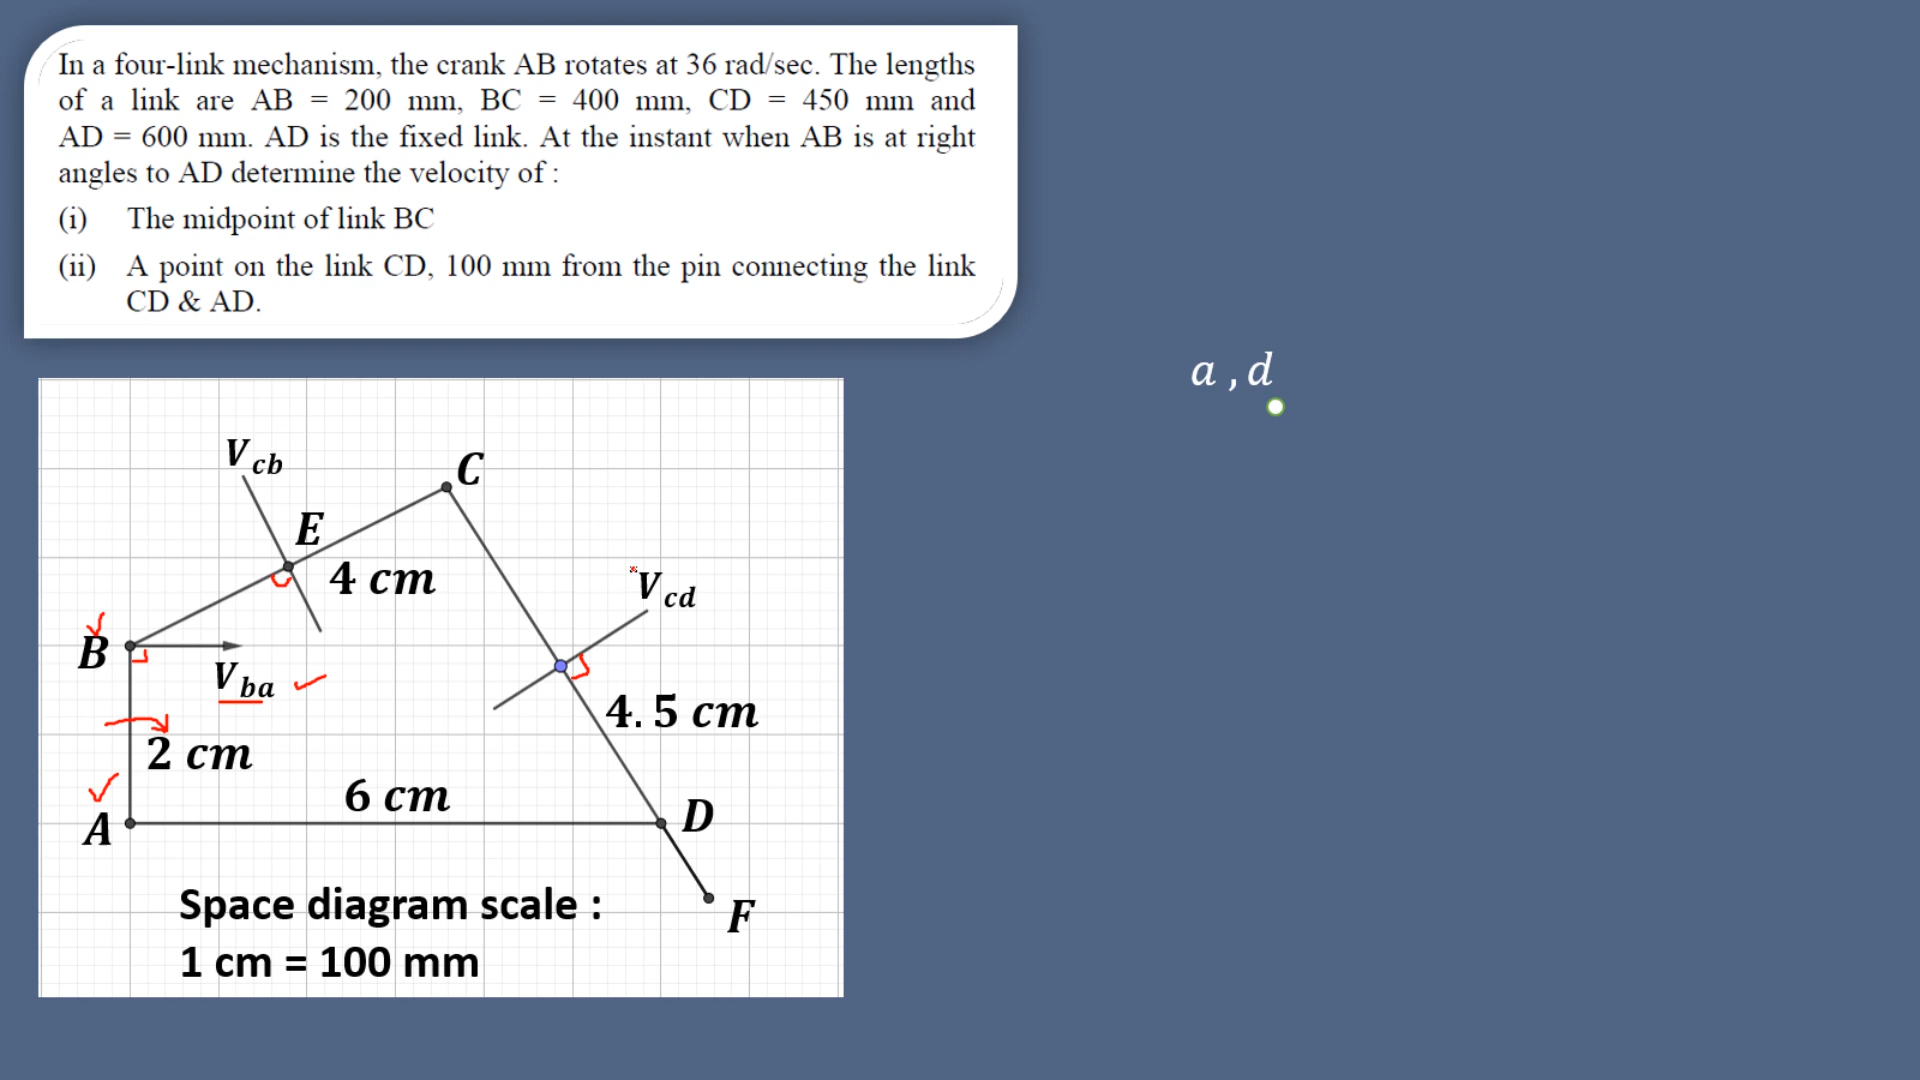 In a four-link mechanism, the crank AB rotates at 36 rad/sec. The lengths
of a link are AB = 200 mm, BC = 400 mm, CD = 450 mm and
AD = 600 mm. AD is the fixed link. At the instant when AB is at right
angles to AD determine the velocity of :
(i) The midpoint of link BC
(ii) A point on the link CD, 100 mm from the pin connecting the link
CD & AD.
a , d
V cb
C
E
4 cm
V cd
B
V ba
4. 5 cm
2 cm
6 cm
D
A
Space diagram scale :
F
1 cm = 100 mm